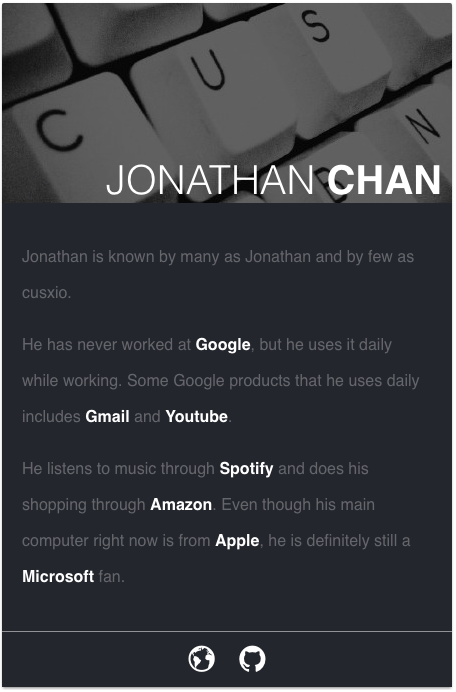 C U S
N
JONATHAN CHAN
Jonathan is known by many as Jonathan and by few as
cusxio.
He has never worked at Google, but he uses it daily
while working. Some Google products that he uses daily
includes Gmail and Youtube.
He listens to music through Spotify and does his
shopping through Amazon. Even though his main
computer right now is from Apple, he is definitely still a
Microsoft fan.